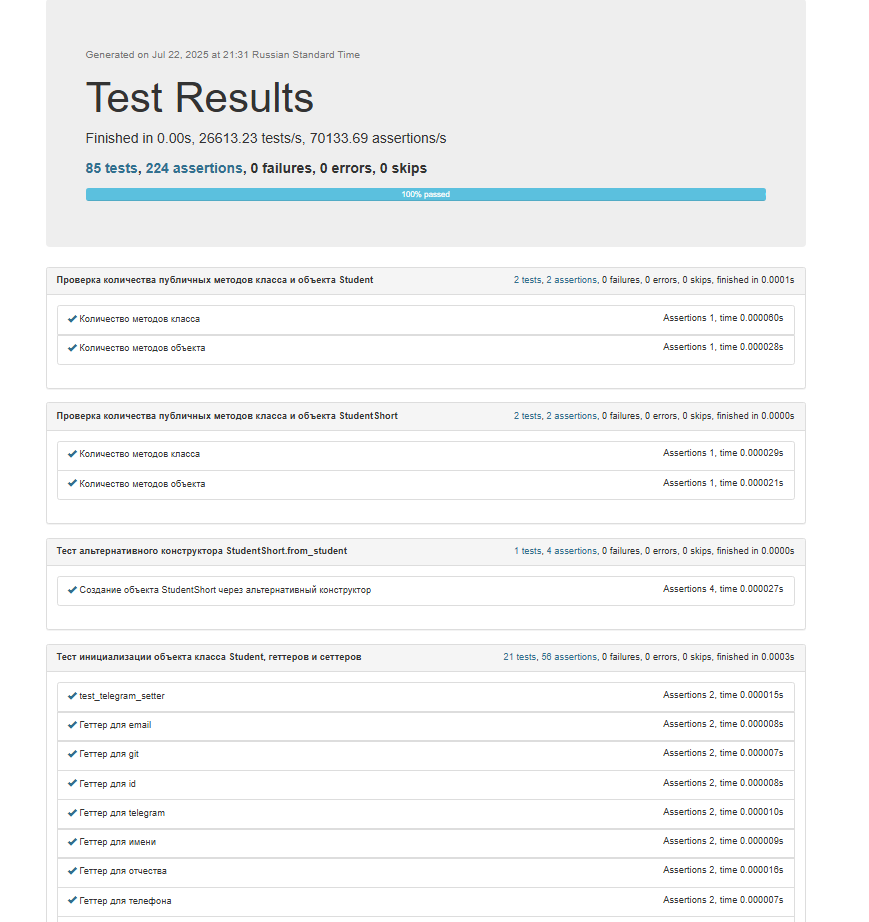 Generated on Jul 22, 2025 at 21:31 Russian Standard Time
Test Results
Finished in 0.00s, 26613.23 tests/s, 70133.69 assertions/s
85 tests, 224 assertions, 0 failures, 0 errors, 0 skips
100% passed
Проверка количества публичных методов класса и объекта Student 2 tests, 2 assertions, 0 failures, 0 errors, 0 skips, finished in 0.0001s
Количество методов класса Assertions 1, time 0.000060s
Количество методов объекта Assertions 1, time 0.000028s
Проверка количества публичных методов класса и объекта StudentShort 2 tests, 2 assertions, 0 failures, 0 errors, 0 skips, finished in 0.0000s
Количество методов класса Assertions 1, time 0.000029s
Количество методов объекта Assertions 1, time 0.000021s
Тест альтернативного конструктора StudentShort.from_student 1 tests, 4 assertions, 0 failures, 0 errors, 0 skips, finished in 0.0000s
Создание объекта StudentShort через альтернативный конструктор Assertions 4, time 0.000027s
Тест инициализации объекта класса Student, геттеров и сеттеров 21 tests, 56 assertions, 0 failures, 0 errors, 0 skips, finished in 0.0003s
test_telegram_setter Assertions 2, time 0.000015s
Геттер для email Assertions 2, time 0.000008s
Геттер для git Assertions 2, time 0.000007s
Геттер для id Assertions 2, time 0.000008s
Геттер для telegram Assertions 2, time 0.000010s
Геттер для имени Assertions 2, time 0.000009s
Геттер для отчества Assertions 2, time 0.000016s
Геттер для телефона Assertions 2, time 0.000007s